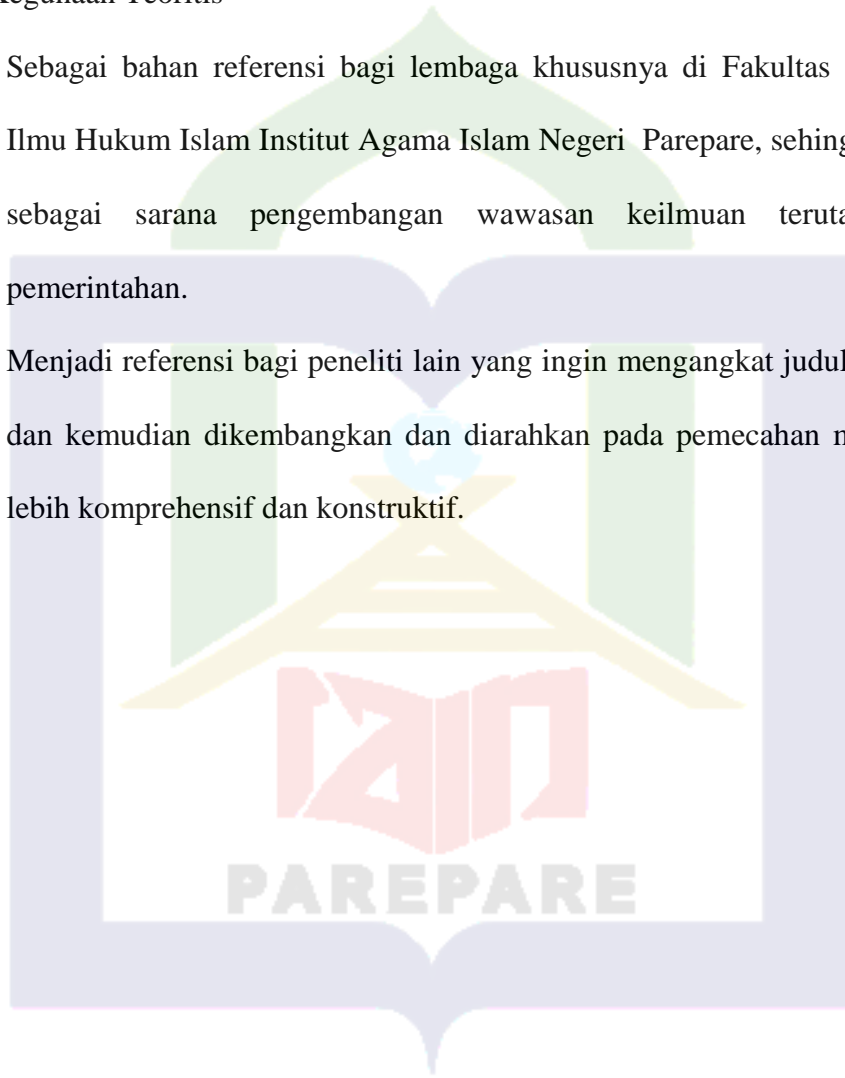 Kegunaan Teoritis
Sebagai bahan referensi bagi lembaga khususnya di Fakultas
Ilmu Hukum Islam Institut Agama Islam Negeri Parepare,
sebagai sarana pengembangan wawasan keilmuan
pemerintahan.
Menjadi referensi bagi peneliti lain yang ingin mengangkat judul
dan kemudian dikembangkan dan diarahkan pada pemecahan
lebih komprehensif dan konstruktif.
iain
PAREPARE